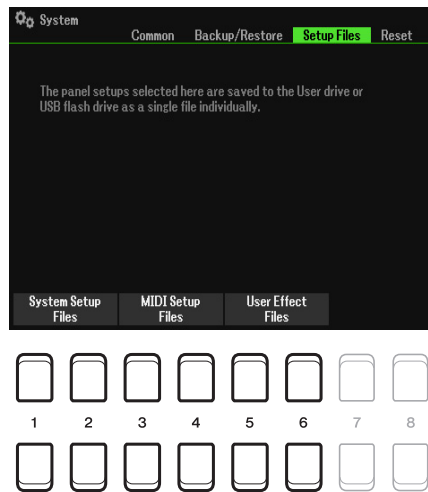 System
Common Backup/Restore Setup Files Reset
The panel setups selected here are saved to the User drive or
USB flash drive as a single file individually.
System Setup MIDI Setup User Effect
Files Files Files
1 2 3 4 5 6 7 8